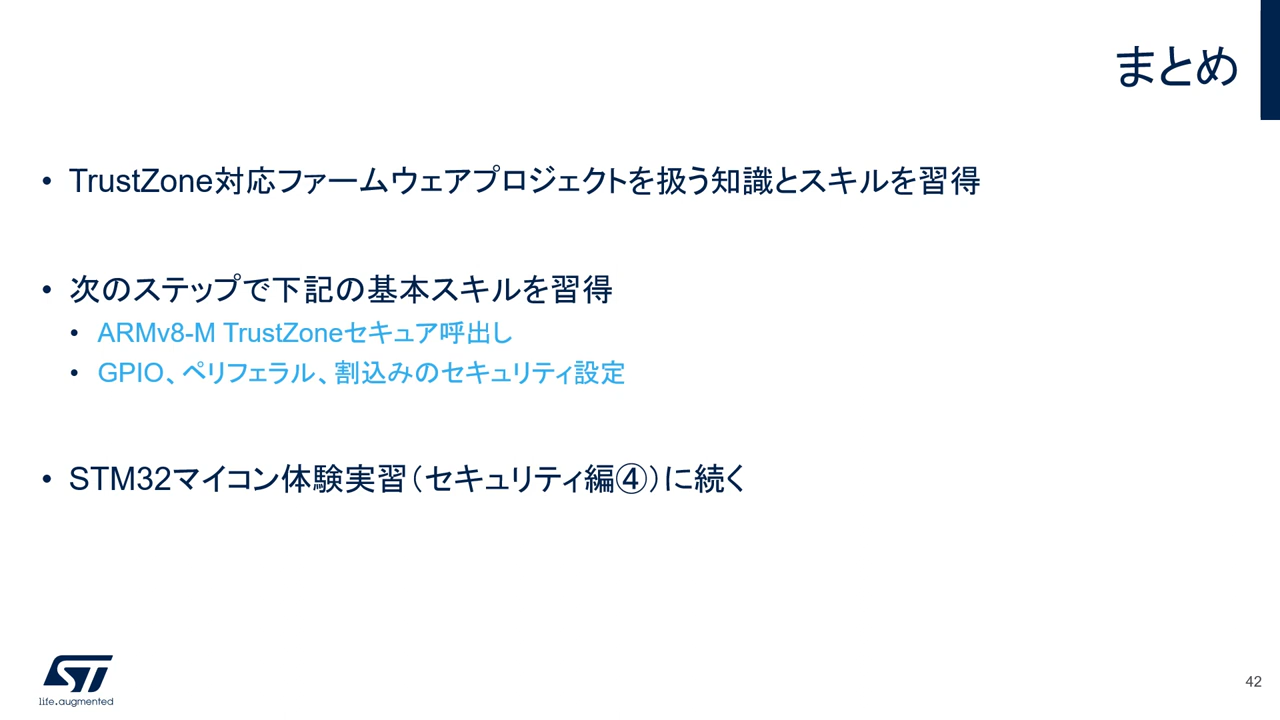 まとめ
• TrustZone対応ファームウェアプロジェクトを扱う知識とスキルを習得
• 次のステップで下記の基本スキルを習得
• ARMv8-M TrustZoneセキュア呼出し
• GPIO、ペリフェラル、割込みのセキュリティ設定
• STM32マイコン体験実習（セキュリティ編④）に続く
ST
life.augmented
42